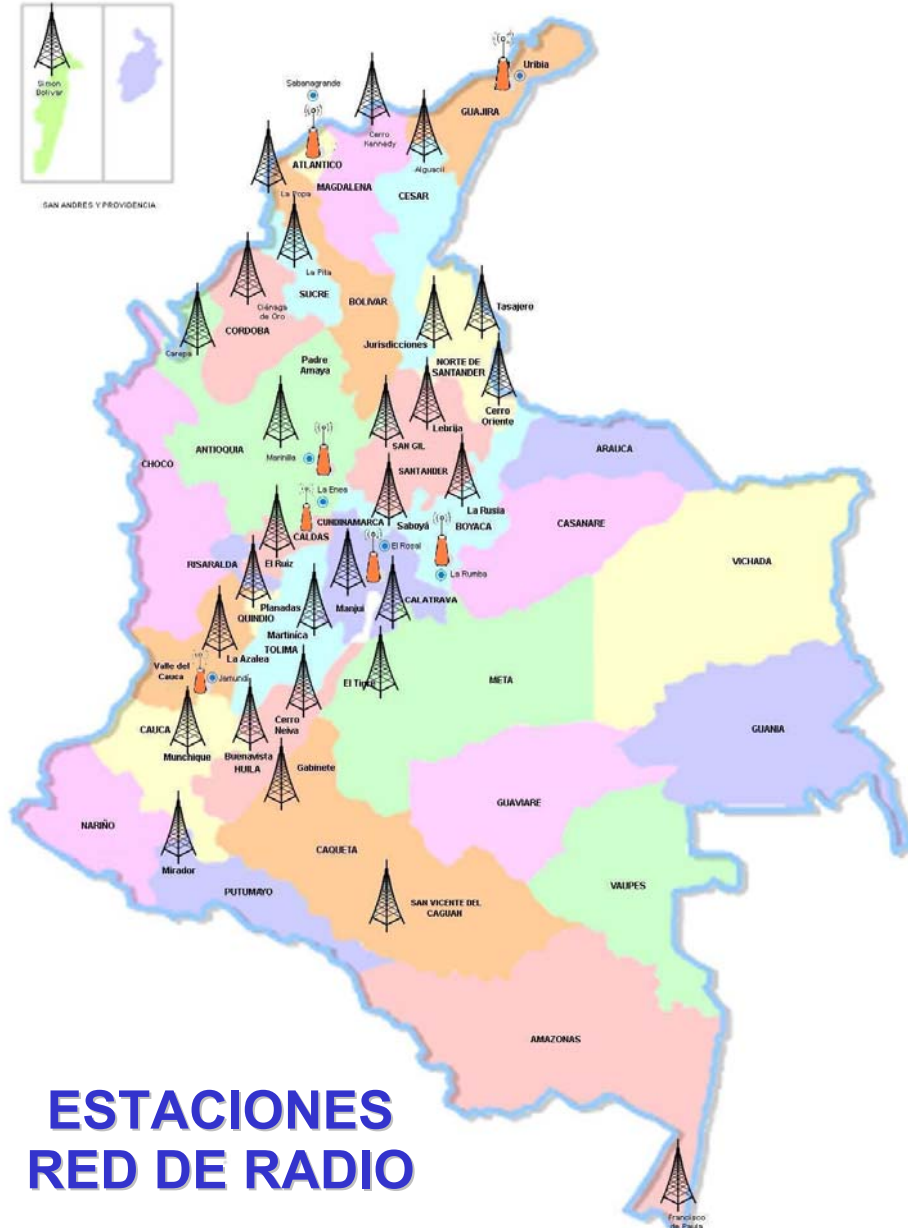 Simon
Bolivar
SAN ANDRES Y PROVIDENCIA
Uribia
GUAJIRA
Sabanagrande
Cerro
Kennedy
Alguacil
ATLANTICO
MAGDALENA
CESAR
La Popa
La Pita
SUCRE
BOLIVAR
Ciénaga
de Oro
CORDOBA
Tasajero
Jurisdicciones
Carepa
Padre
Amaya
NORTE DE
SANTANDER
Cerro
Oriente
Lebrija
SAN GIL
ANTIOQUIA
Marinilla
ARAUCA
CHOCO
SANTANDER
La Rusia
La Enea
CUNDINAMARCA
Saboyá
BOYACA
CASANARE
CALDAS
El Rosal
El Ruiz
RISARALDA
La Rumba
VICHADA
Planadas
QUINDIO
Manjui
CALATRAVA
Martinica
TOLIMA
La Azalea
Valle del
Cauca
Jamundi
El Tigre
META
Cerro
Neiva
CAUCA
Munchique
Buenavista
HUILA
Gabinete
GUANIA
GUAVIARE
NARIÑO
CAQUETA
Mirador
PUTUMAYO
VAUPES
SAN VICENTE DEL
CAGUAN
AMAZONAS
ESTACIONES
RED DE RADIO
Francisco
de Paula